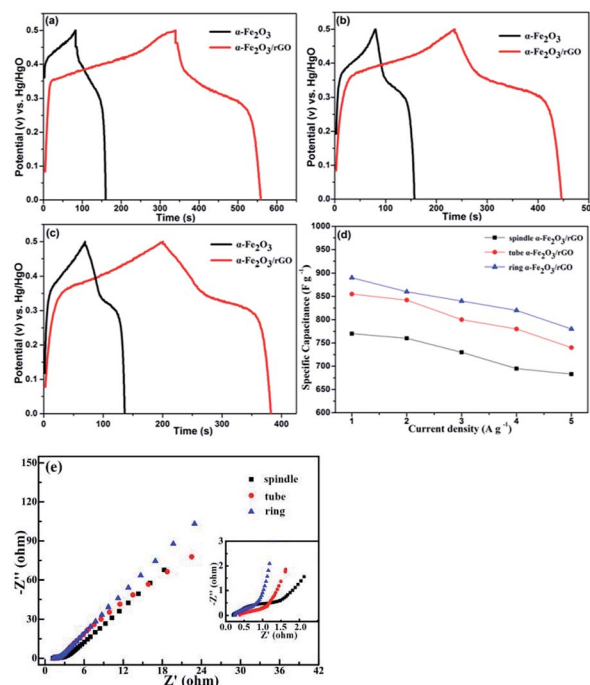 (a)
α-Fe₂O₃
α-Fe₂O₃/rGO
Potential (v) vs. Hg/HgO
0.5
0.4
0.3
0.2
0.1
0.0
0 100 200 300 400 500 600
Time (s)
(b)
α-Fe₂O₃
α-Fe₂O₃/rGO
Potential (v) vs. Hg/HgO
0.5
0.4
0.3
0.2
0.1
0.0
0 100 200 300 400 500
Time (s)
(c)
α-Fe₂O₃
α-Fe₂O₃/rGO
Potential (v) vs. Hg/HgO
0.5
0.4
0.3
0.2
0.1
0.0
0 100 200 300 400
Time (s)
(d)
spindle α-Fe₂O₃/rGO
tube α-Fe₂O₃/rGO
ring α-Fe₂O₃/rGO
Specific Capacitance (F g⁻¹)
1000
950
900
850
800
750
700
650
600
1 2 3 4 5
Current density (A g⁻¹)
(e)
spindle
tube
ring
-Z'' (ohm)
150
120
90
60
30
0
0 6 12 18 24 30 36 42
Z' (ohm)
-Z'' (ohm)
3
2
1
0
0.0 0.5 1.0 1.5 2.0
Z' (ohm)